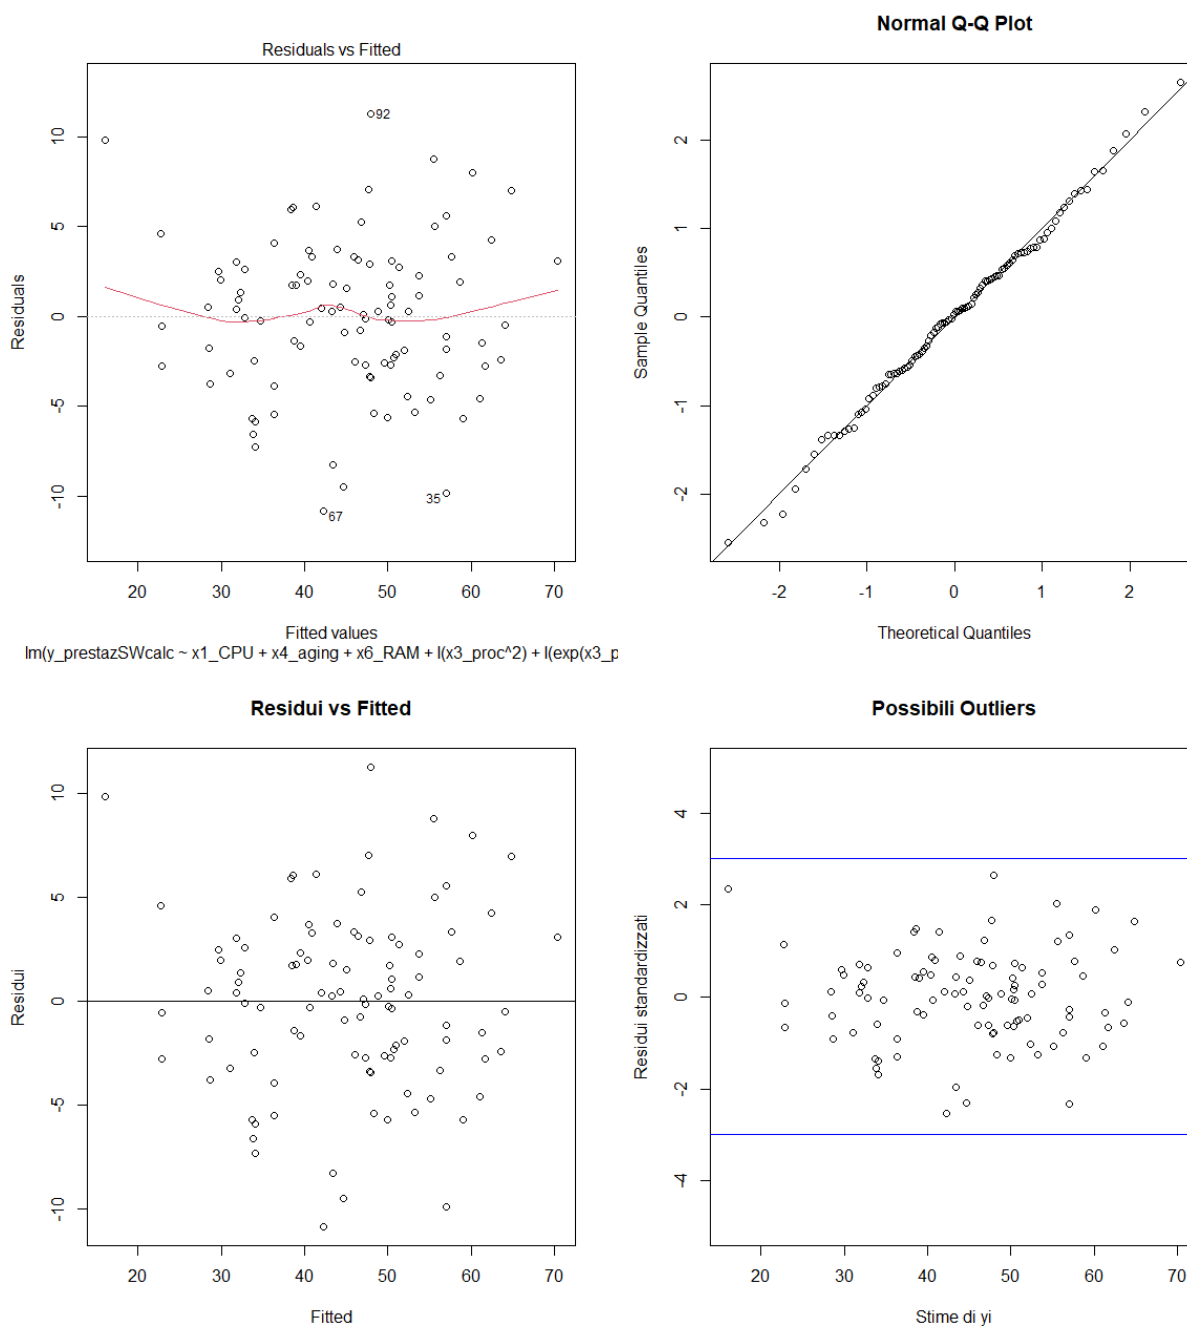 Residuals vs Fitted
Residuals
10
5
0
-5
-10
92
67
35
20 30 40 50 60 70
Fitted values
lm(y_prestazSWcalc ~ x1_CPU + x4_aging + x6_RAM + I(x3_proc^2) + I(exp(x3_p
Normal Q-Q Plot
Sample Quantiles
2
1
0
-1
-2
-2 -1 0 1 2
Theoretical Quantiles
Residui vs Fitted
Residui
10
5
0
-5
-10
20 30 40 50 60 70
Fitted
Possibili Outliers
Residui standardizzati
4
2
0
-2
-4
20 30 40 50 60 70
Stime di yi